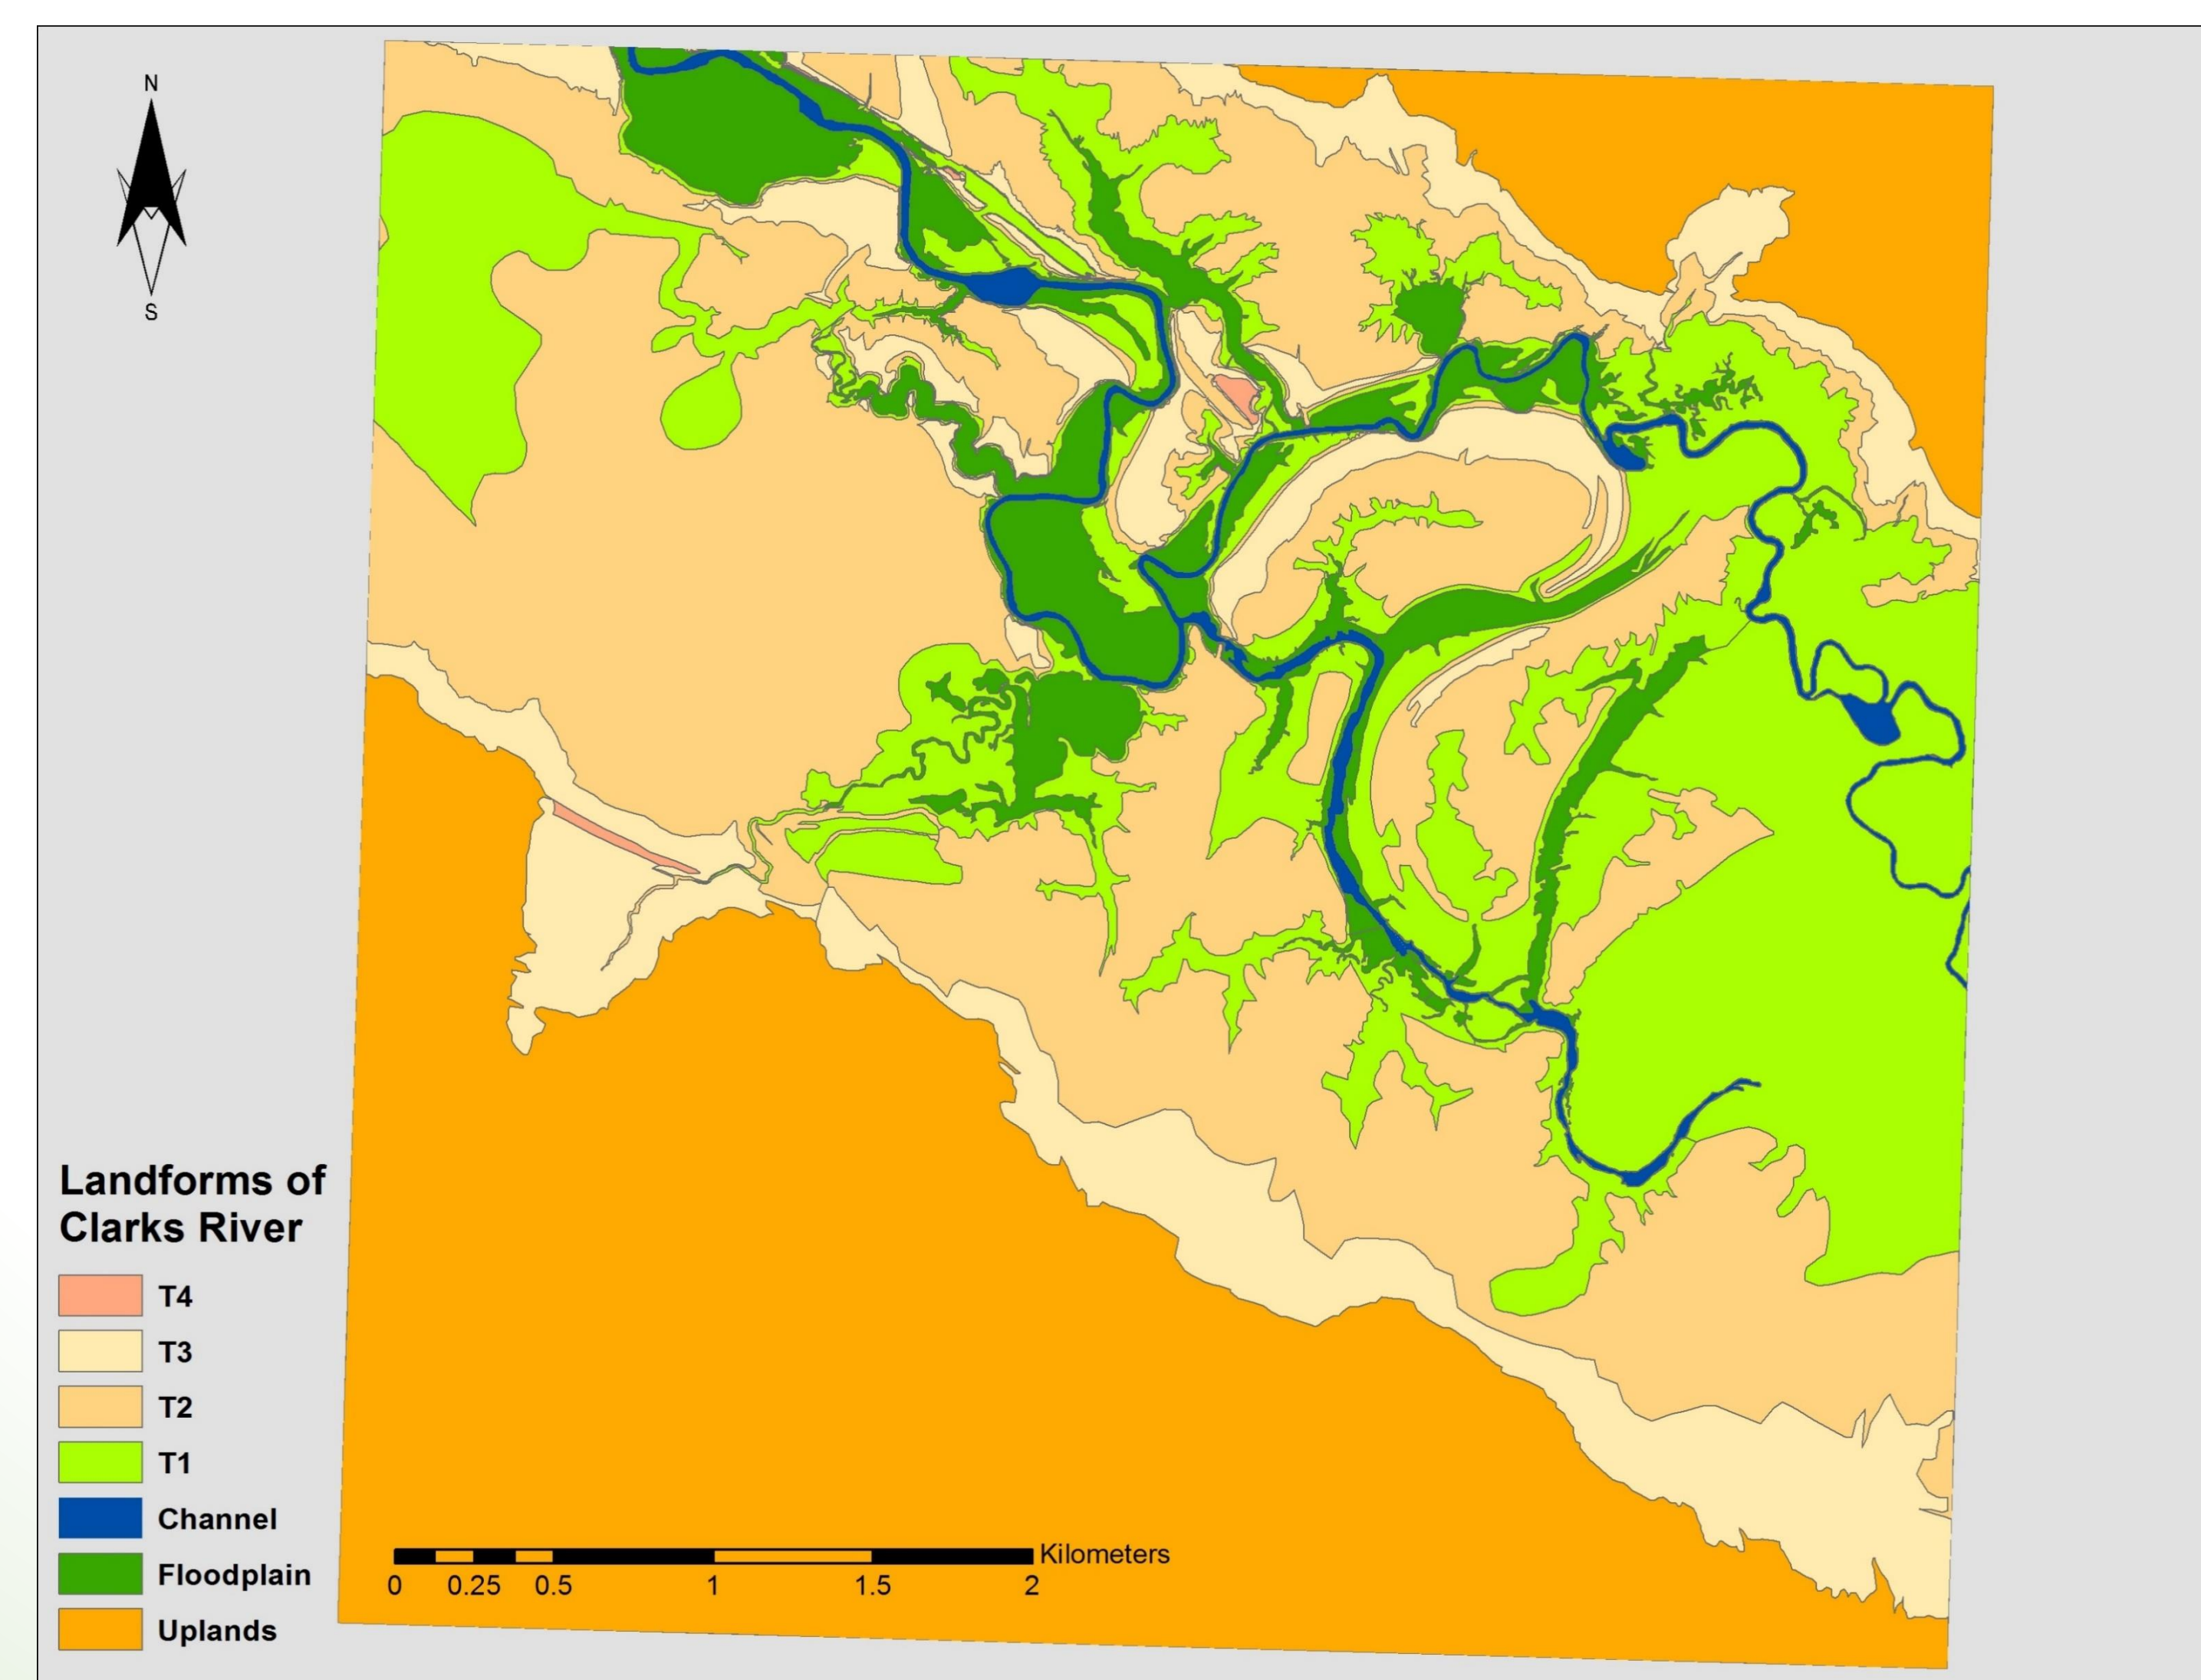 N
S
Landforms of
Clarks River
T4
T3
T2
T1
Channel
Floodplain
Uplands
Kilometers
0 0.25 0.5 1 1.5 2